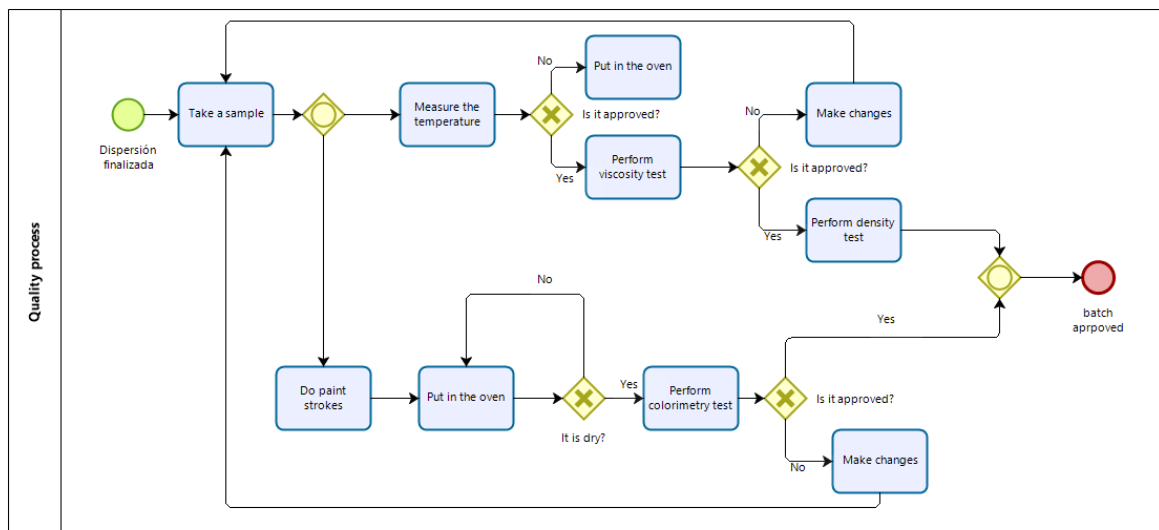 Quality process
Dispersión
finalizada
Take a sample
Measure the
temperature
No
Put in the oven
Is it approved?
Yes
Perform
viscosity test
No
Make changes
Is it approved?
Yes
Perform density
test
batch
aprpoved
Do paint
strokes
Put in the oven
No
It is dry?
Yes
Perform
colorimetry test
Yes
Is it approved?
No
Make changes